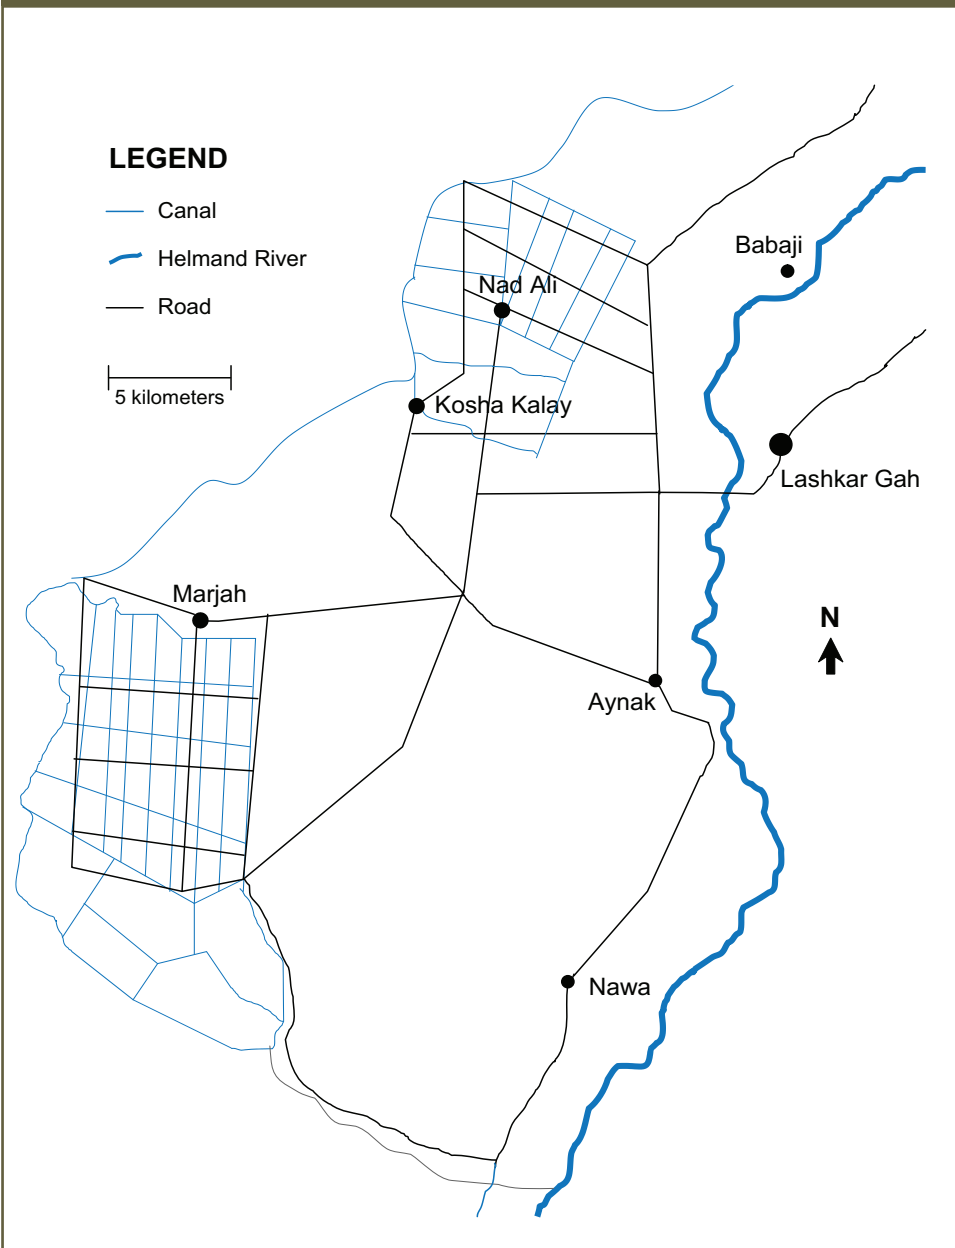 LEGEND
Canal
Helmand River
Road
5 kilometers
Babaji
Nad Ali
Kosha Kalay
Lashkar Gah
Marjah
N
Aynak
Nawa